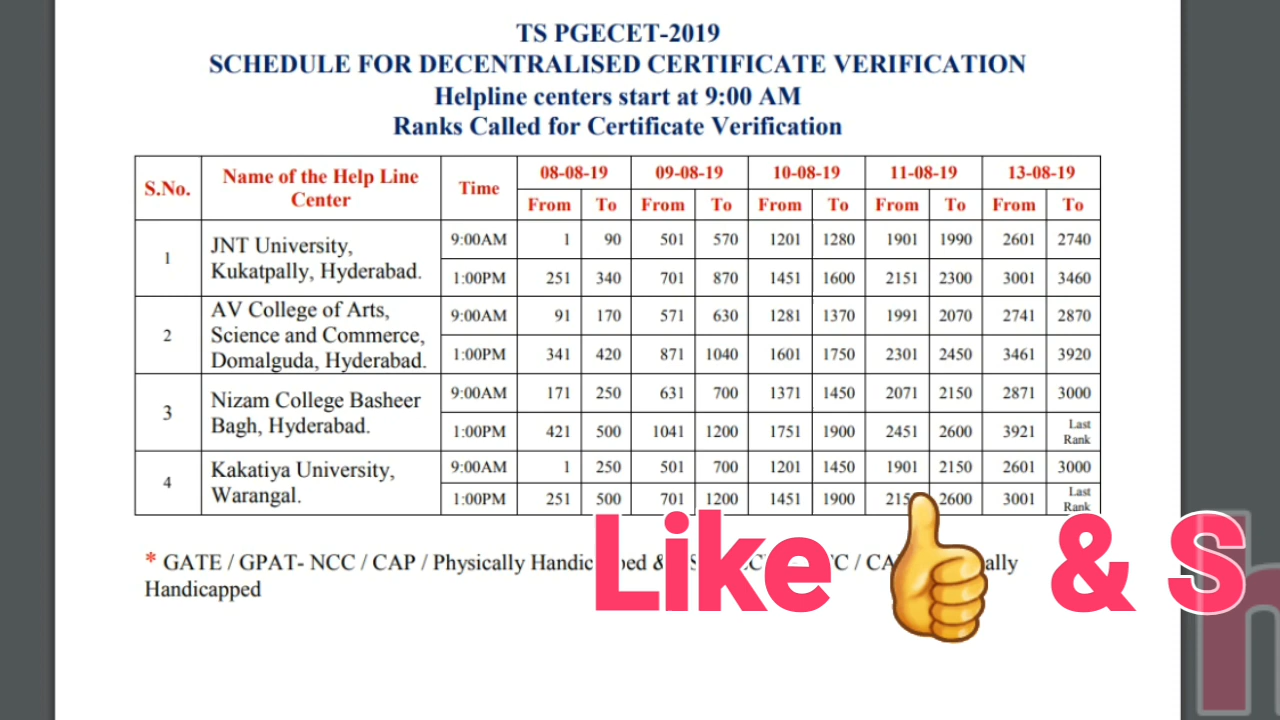 TS PGECET-2019
SCHEDULE FOR DECENTRALISED CERTIFICATE VERIFICATION
Helpline centers start at 9:00 AM
Ranks Called for Certificate Verification
S.No. Name of the Help Line Center Time 08-08-19 09-08-19 10-08-19 11-08-19 13-08-19
From To From To From To From To From To
1 JNT University, Kukatpally, Hyderabad. 9:00AM 1 90 501 570 1201 1280 1901 1990 2601 2740
1:00PM 251 340 701 870 1451 1600 2151 2300 3001 3460
2 AV College of Arts, Science and Commerce, Domalguda, Hyderabad. 9:00AM 91 170 571 630 1281 1370 1991 2070 2741 2870
1:00PM 341 420 871 1040 1601 1750 2301 2450 3461 3920
3 Nizam College Basheer Bagh, Hyderabad. 9:00AM 171 250 631 700 1371 1450 2071 2150 2871 3000
1:00PM 421 500 1041 1200 1751 1900 2451 2600 3921 Last Rank
4 Kakatiya University, Warangal. 9:00AM 1 250 501 700 1201 1450 1901 2150 2601 3000
1:00PM 251 500 701 1200 1451 1900 2600 3001 Last Rank
* GATE / GPAT- NCC / CAP / Physically
Handicapped
Like 👍 & S